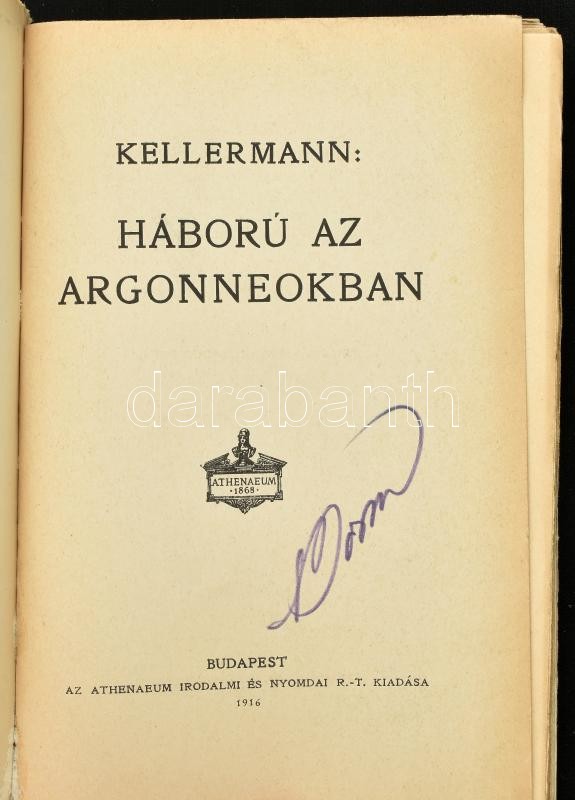 KELLERMANN:
HÁBORÚ AZ
ARGONNEOKBAN
darabanth
ATHENAEUM
·1868·
BUDAPEST
AZ ATHENAEUM IRODALMI ÉS NYOMDAI R.-T. KIADÁSA
1916